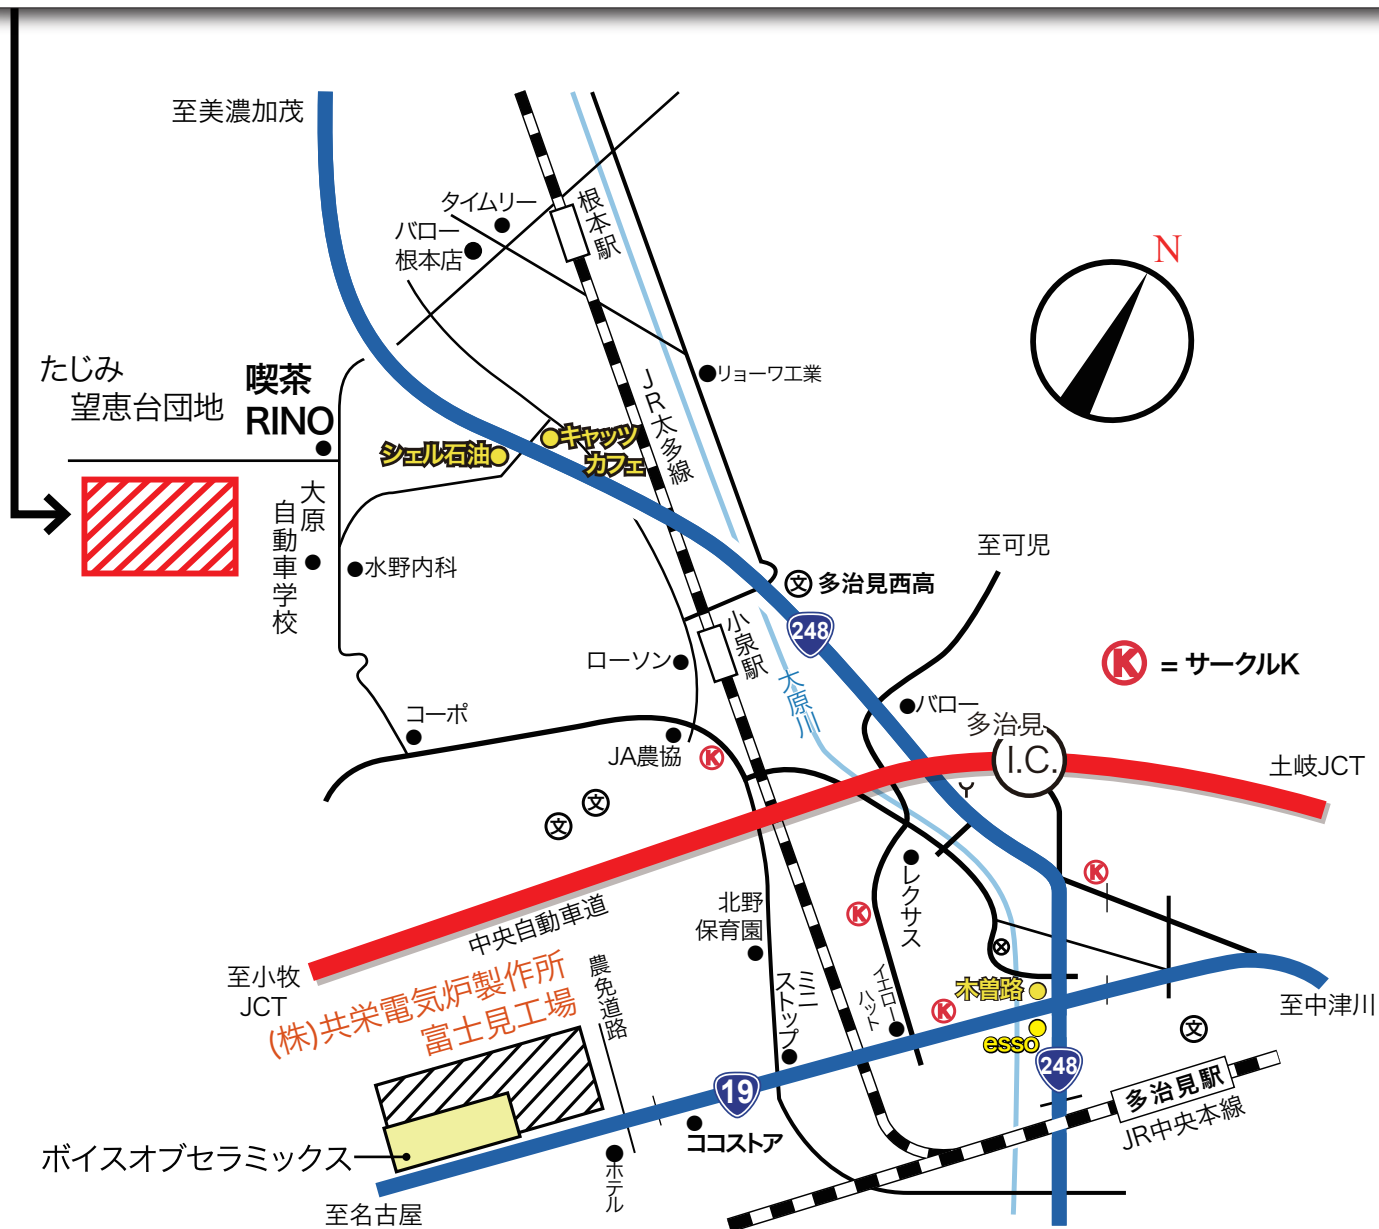 至美濃加茂
タイムリー
バロー
根本店
根本駅
N
たじみ
望恵台団地
喫茶
RINO
リョーワ工業
JR太多線
シェル石油
キャッツ
カフェ
大原
自動車学校
水野内科
至可児
文
多治見西高
248
小泉駅
ローソン
大原川
K
= サークルK
コーポ
JA農協
K
バロー
多治見
I.C.
土岐JCT
文
文
レクサス
K
K
北野
保育園
中央自動車道
至小牧
JCT
(株)共栄電気炉製作所
富士見工場
農免道路
ミニ
ストップ
イエロー
ハット
K
木曽路
esso
至中津川
文
248
19
多治見駅
JR中央本線
ココストア
ボイスオブセラミックス
ホテル
至名古屋